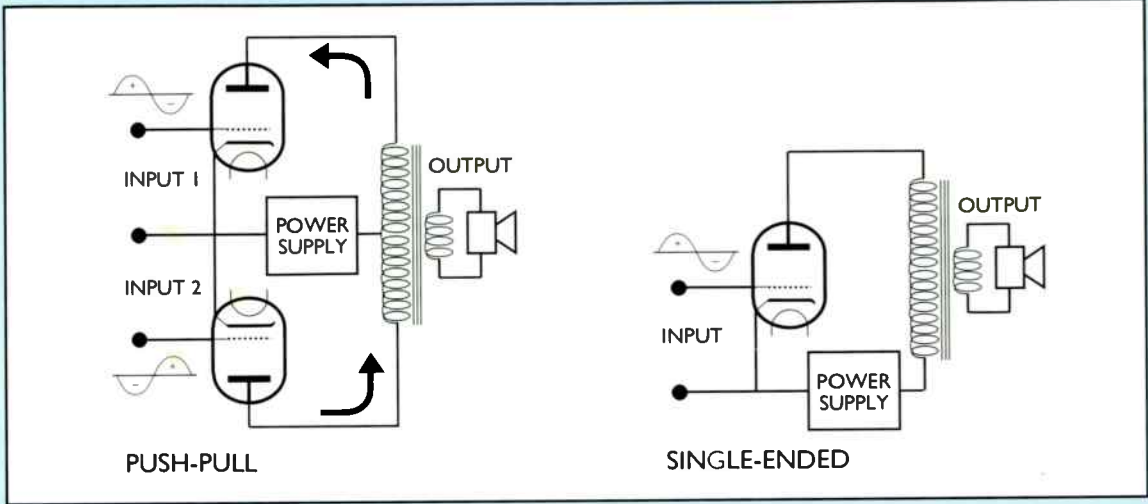 +
−
INPUT 1
OUTPUT
POWER
SUPPLY
INPUT 2
−
+
PUSH-PULL
+
−
OUTPUT
INPUT
POWER
SUPPLY
SINGLE-ENDED